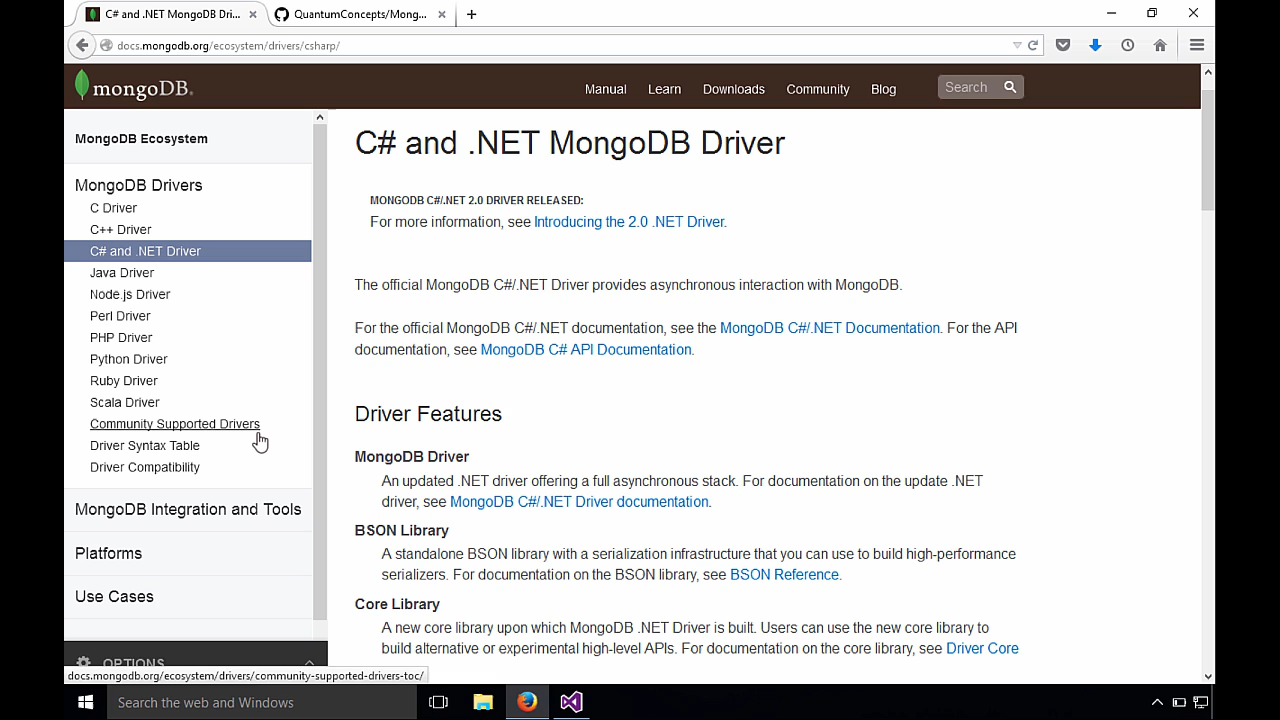 C# and .NET MongoDB Dri...
QuantumConcepts/Mong...
docs.mongodb.org/ecosystem/drivers/csharp/
mongoDB.
Manual
Learn
Downloads
Community
Blog
Search
MongoDB Ecosystem
MongoDB Drivers
C Driver
C++ Driver
C# and .NET Driver
Java Driver
Node.js Driver
Perl Driver
PHP Driver
Python Driver
Ruby Driver
Scala Driver
Community Supported Drivers
Driver Syntax Table
Driver Compatibility
MongoDB Integration and Tools
Platforms
Use Cases
OPTIONS
docs.mongodb.org/ecosystem/drivers/community-supported-drivers-toc/
C# and .NET MongoDB Driver
MONGODB C#/.NET 2.0 DRIVER RELEASED:
For more information, see Introducing the 2.0 .NET Driver.
The official MongoDB C#/.NET Driver provides asynchronous interaction with MongoDB.
For the official MongoDB C#/.NET documentation, see the MongoDB C#/.NET Documentation. For the API
documentation, see MongoDB C# API Documentation.
Driver Features
MongoDB Driver
An updated .NET driver offering a full asynchronous stack. For documentation on the update .NET
driver, see MongoDB C#/.NET Driver documentation.
BSON Library
A standalone BSON library with a serialization infrastructure that you can use to build high-performance
serializers. For documentation on the BSON library, see BSON Reference.
Core Library
A new core library upon which MongoDB .NET Driver is built. Users can use the new core library to
build alternative or experimental high-level APIs. For documentation on the core library, see Driver Core
Search the web and Windows